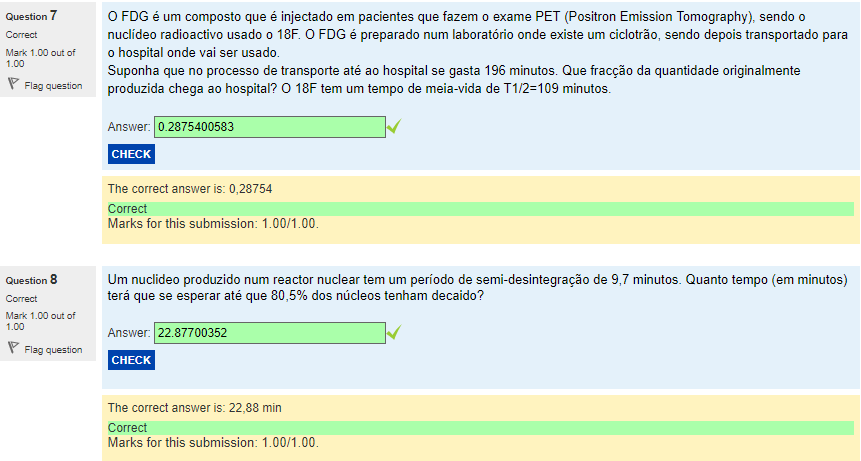 Question 7
Correct
Mark 1.00 out of
1.00
Flag question
O FDG é um composto que é injectado em pacientes que fazem o exame PET (Positron Emission Tomography), sendo o
nuclídeo radioactivo usado o 18F. O FDG é preparado num laboratório onde existe um ciclotrão, sendo depois transportado para
o hospital onde vai ser usado.
Suponha que no processo de transporte até ao hospital se gasta 196 minutos. Que fracção da quantidade originalmente
produzida chega ao hospital? O 18F tem um tempo de meia-vida de T1/2=109 minutos.
Answer: 0.2875400583
CHECK
The correct answer is: 0,28754
Correct
Marks for this submission: 1.00/1.00.
Question 8
Correct
Mark 1.00 out of
1.00
Flag question
Um nuclideo produzido num reactor nuclear tem um período de semi-desintegração de 9,7 minutos. Quanto tempo (em minutos)
terá que se esperar até que 80,5% dos núcleos tenham decaido?
Answer: 22.87700352
CHECK
The correct answer is: 22,88 min
Correct
Marks for this submission: 1.00/1.00.